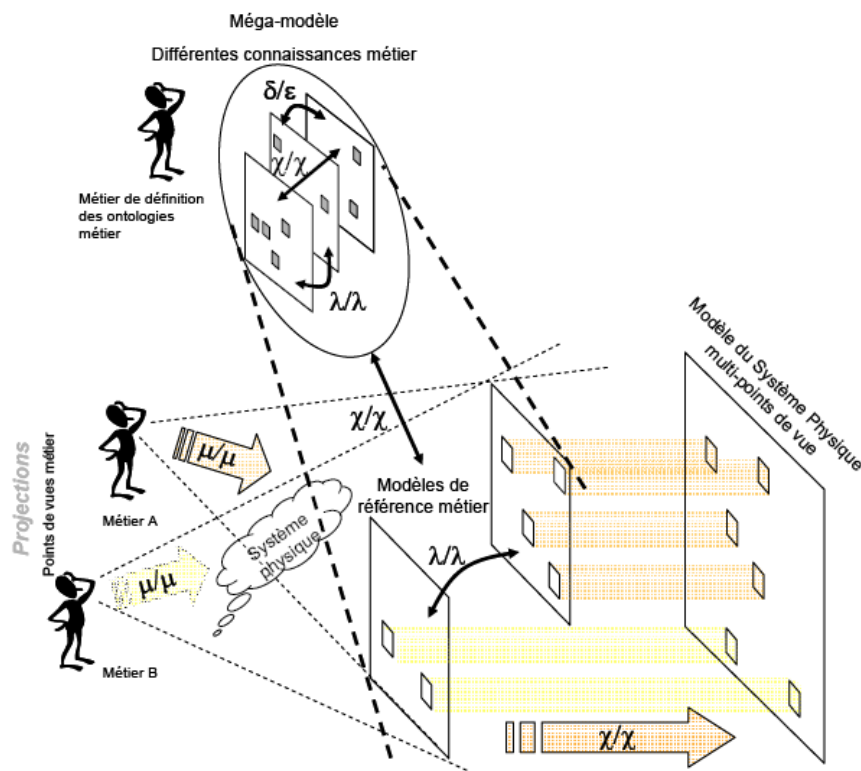 Méga-modèle
Différentes connaissances métier
δ/ε
χ/χ
λ/λ
Métier de définition
des ontologies
métier
Modèle du Système Physique
multi-points de vue
χ/χ
Projections
Points de vues métier
μ/μ
Métier A
Modèles de
référence métier
Système
physique
λ/λ
μ/μ
Métier B
χ/χ